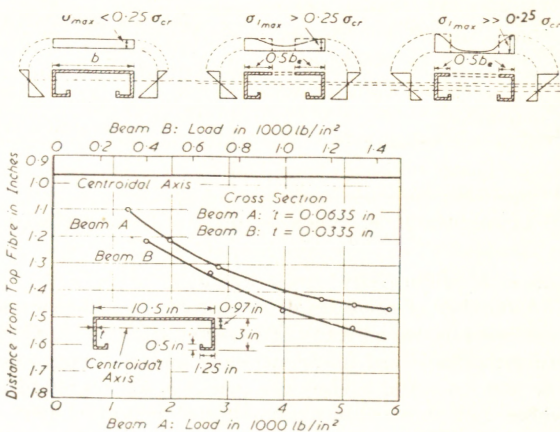 σmax <0·25 σcr
σ1max > 0·25 σcr
σ1max >> 0·25 σcr
b
0·5be
0·5be
Beam B: Load in 1000 lb/in²
0 0·2 0·4 0·6 0·8 1·0 1·2 1·4
Distance from Top Fibre in Inches
0·9
1·0
1·1
1·2
1·3
1·4
1·5
1·6
1·7
1·8
Centroidal Axis
Cross Section
Beam A: t = 0·0635 in
Beam B: t = 0·0335 in
Beam A
Beam B
10·5 in
0·97 in
t
3 in
0·5 in
Centroidal
Axis
1·25 in
0 1 2 3 4 5 6
Beam A: Load in 1000 lb/in²